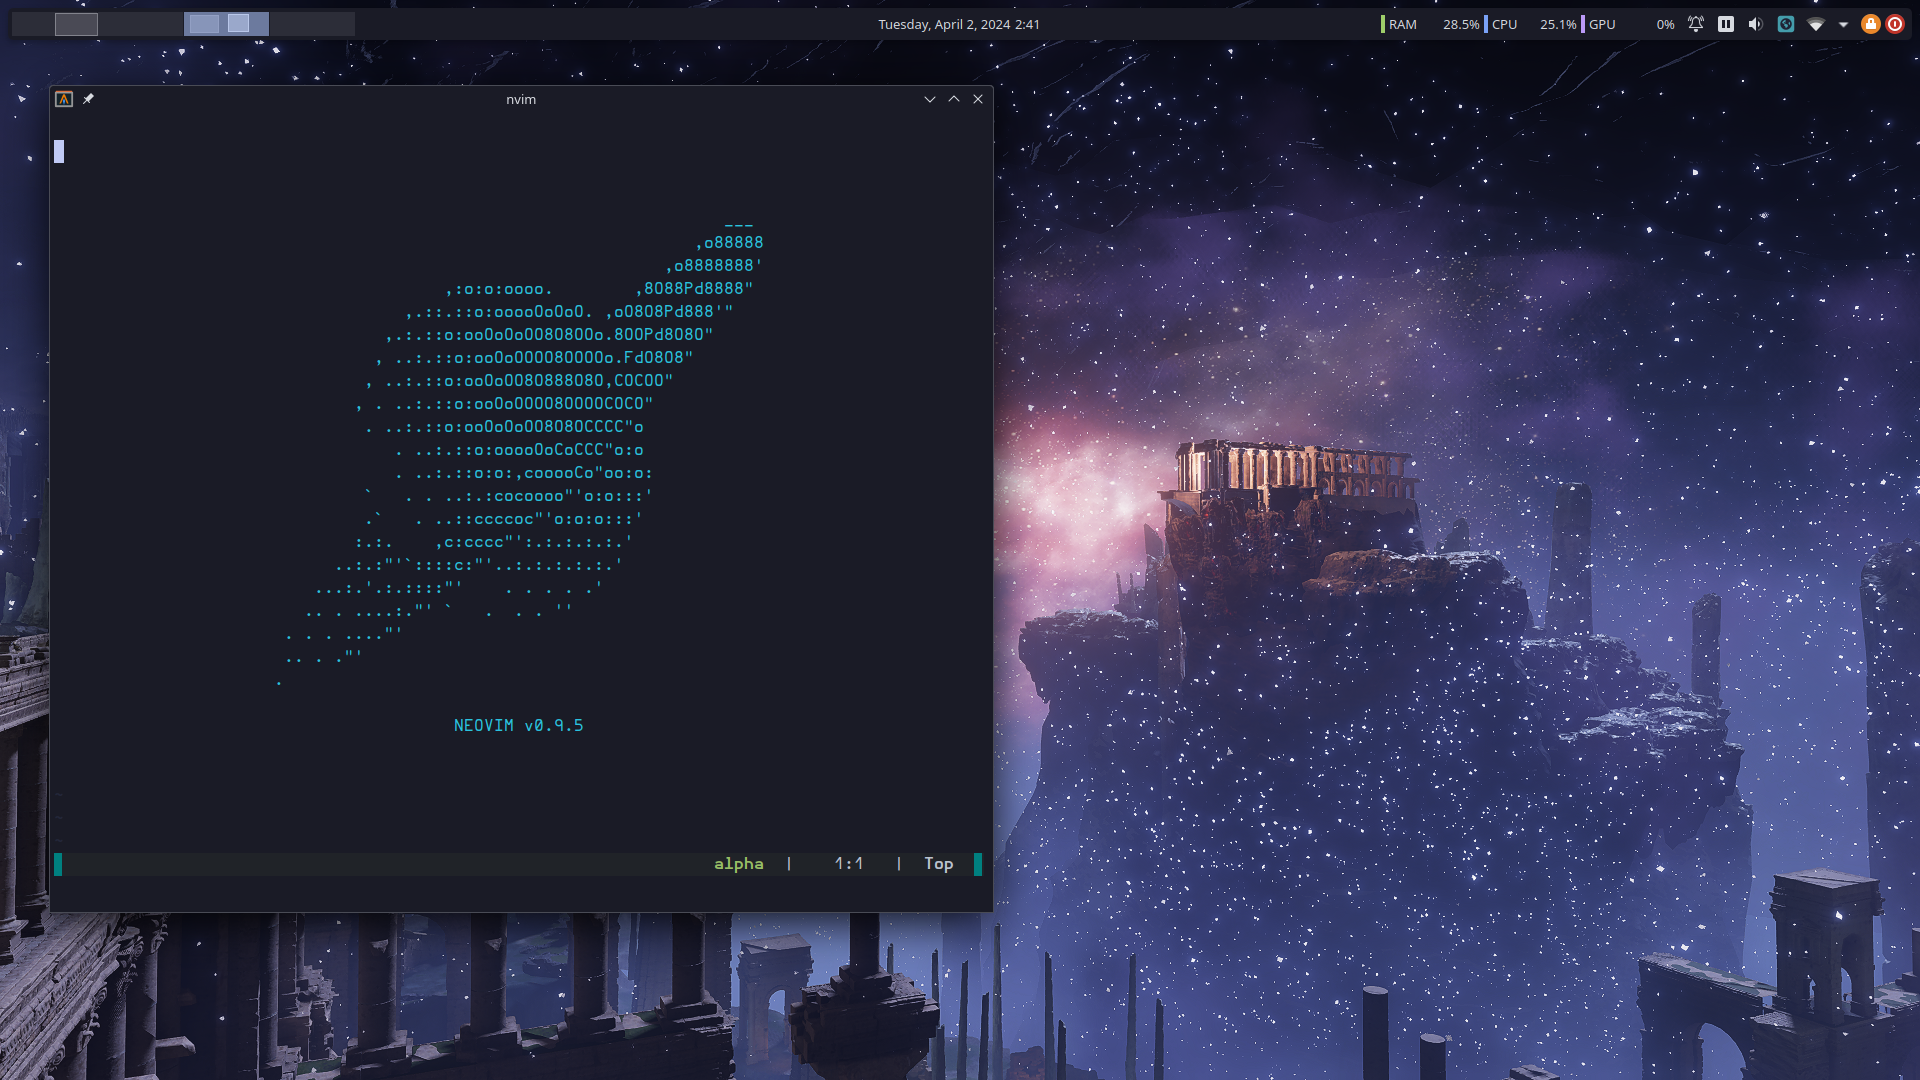 Tuesday, April 2, 2024 2:41
RAM 28.5% CPU 25.1% GPU 0%
nvim
___
,o88888
,o8888888'
,:o:o:oooo. ,8O88Pd8888"
,.::.::o:ooooOoOoO. ,oO8O8Pd888'"
,.:.::o:ooOoOoOO8O8OOo.8OOPd8O8O"
, ..:.::o:ooOoOOOO8OOOOo.FdO8O8"
, ..:.::o:ooOoOO8O888O8O,COCOO"
, . ..:.::o:ooOoOOOO8OOOOCOCO"
. ..:.::o:ooOoOoOO8O8OCCCC"o
. ..:.::o:ooooOoCoCCC"o:o
. ..:.::o:o:,cooooCo"oo:o:
` . . ..:.:cocoooo"'o:o:::'
.` . ..::ccccoc"'o:o:o:::'
:.:. ,c:cccc"':.:.:.:.:.'
..:.:"'`::::c:"'..:.:.:.:.:.'
...:.'.:.::::"' . . . . .'
.. . ....:."' ` . . . ''
. . . ...."'
.. . ."'
.
NEOVIM v0.9.5
alpha | 1:1 | Top